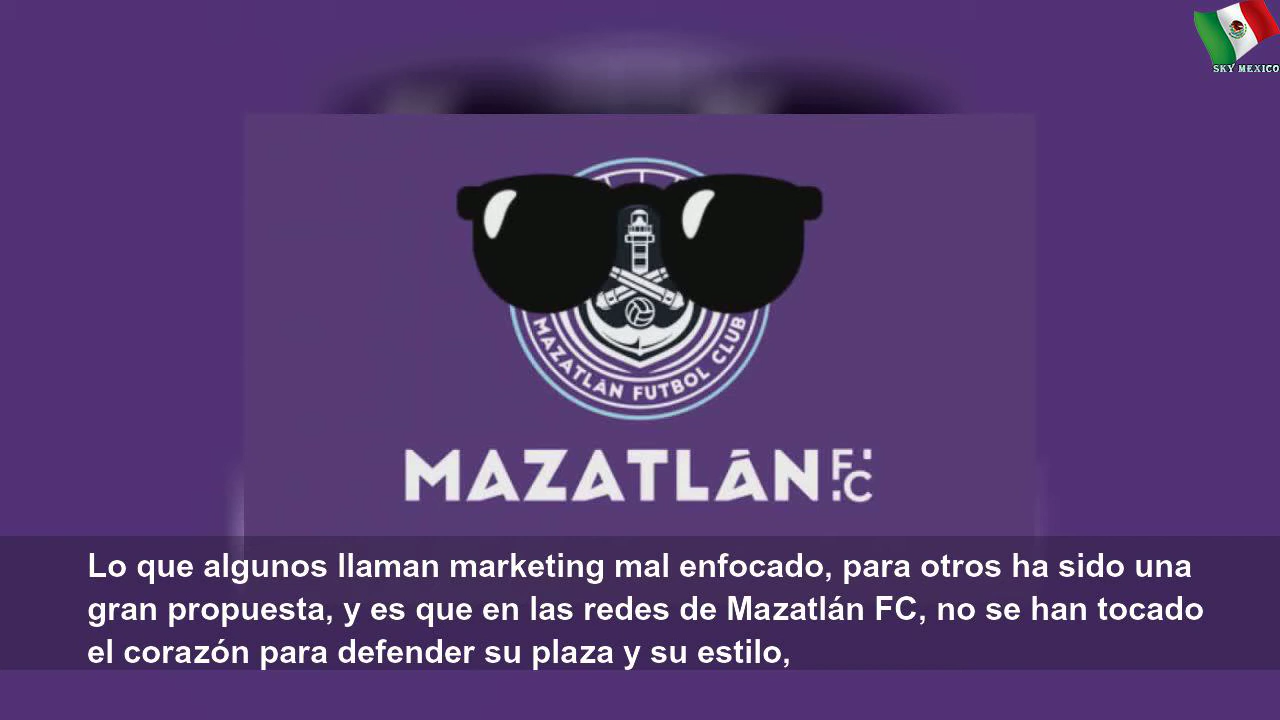 SKY MEXICO
MAZATLÁN FUTBOL CLUB
MAZATLÁN F.C
Lo que algunos llaman marketing mal enfocado, para otros ha sido una
gran propuesta, y es que en las redes de Mazatlán FC, no se han tocado
el corazón para defender su plaza y su estilo,